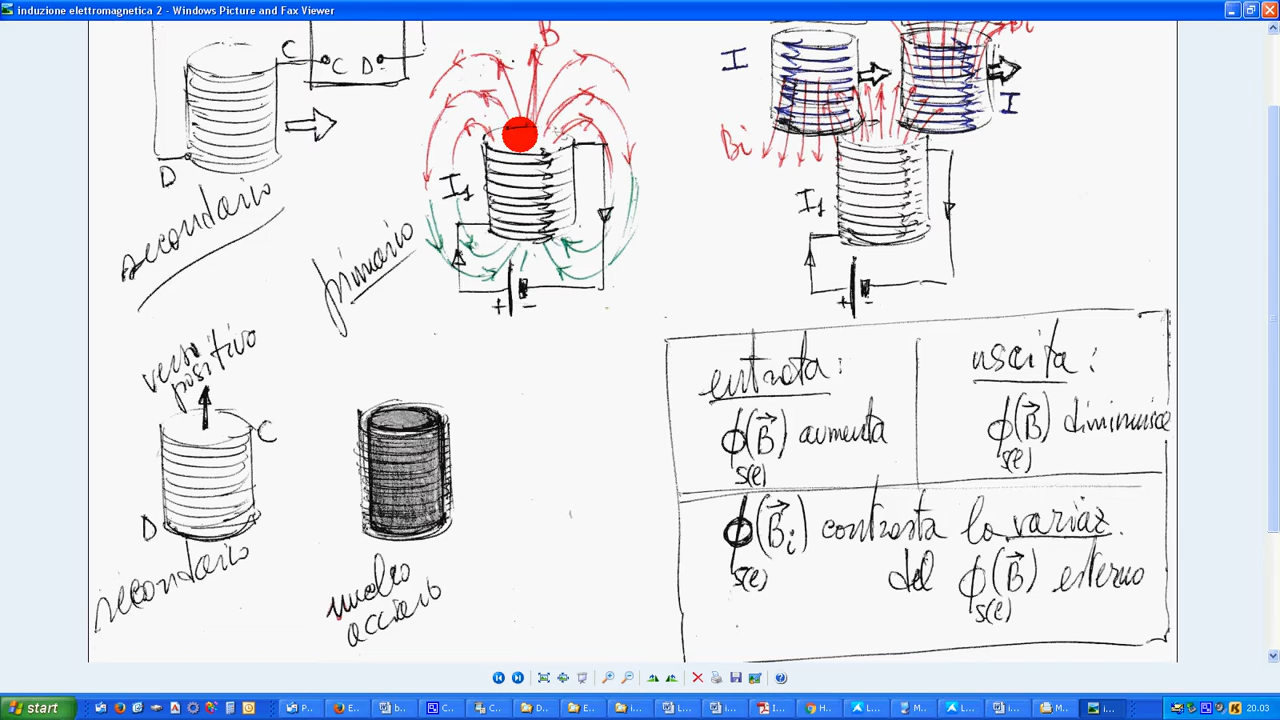 induzione elettromagnetica 2 - Windows Picture and Fax Viewer
C
C D
D
secondario
B
I1
primario
+ -
I
Bi
I
Bi
I1
+ -
verso
positivo
C
D
secondario
nucleo
acciaio
entrata:
Φ(B⃗) aumenta
S(e)
uscita:
Φ(B⃗) diminuisce
S(e)
Φ(B⃗i) contrasta la variaz.
S(e)
del Φ(B⃗) esterno
S(e)
start
P...
E...
b...
C...
C...
D...
E...
i...
L...
i...
I...
H...
L...
M...
L...
i...
M...
i...
20.03